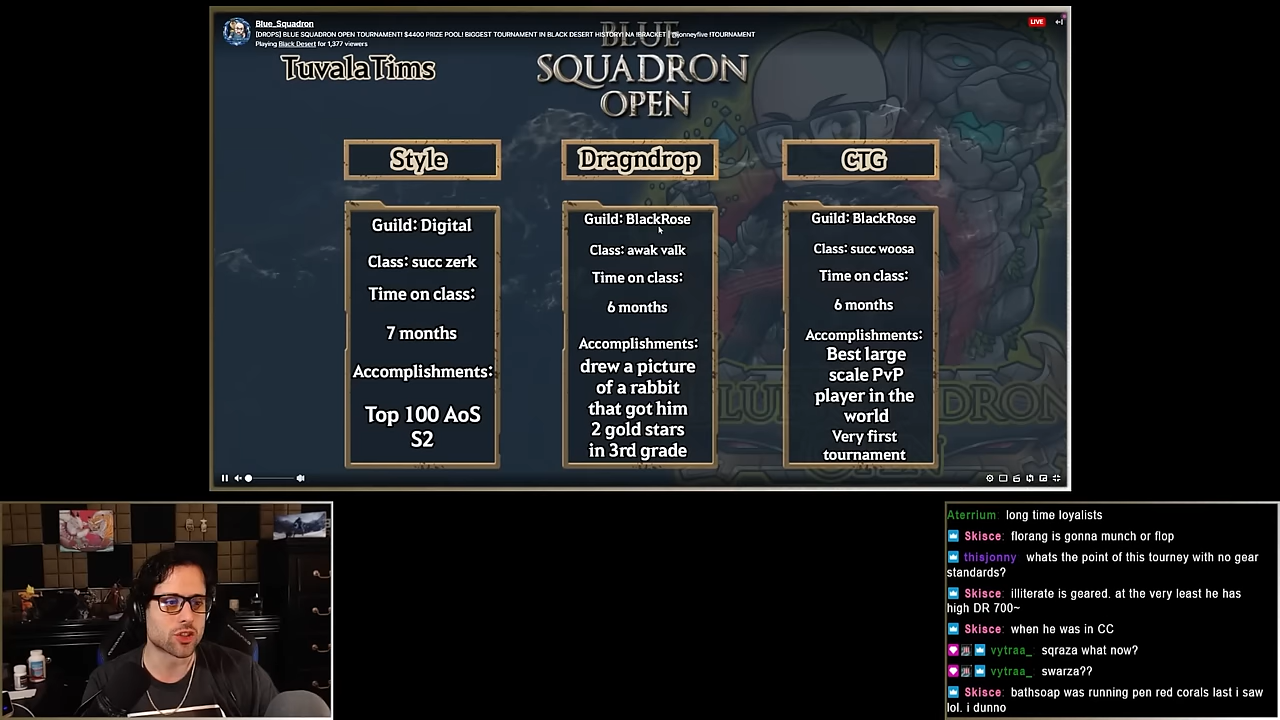 Blue_Squadron
[DROPS] BLUE SQUADRON OPEN TOURNAMENT! $4400 PRIZE POOL! BIGGEST TOURNAMENT IN BLACK DESERT HISTORY! NA !BRACKET | @jonneyfive !TOURNAMENT
Playing Black Desert for 1,377 viewers
LIVE
TuvalaTims
BLUE
SQUADRON
OPEN
Style
Guild: Digital
Class: succ zerk
Time on class:
7 months
Accomplishments:
Top 100 AoS
S2
Dragndrop
Guild: BlackRose
Class: awak valk
Time on class:
6 months
Accomplishments:
drew a picture
of a rabbit
that got him
2 gold stars
in 3rd grade
CTG
Guild: BlackRose
Class: succ woosa
Time on class:
6 months
Accomplishments:
Best large
scale PvP
player in the
world
Very first
tournament
Aterrium: long time loyalists
Skisce: florang is gonna munch or flop
thisjonny whats the point of this tourney with no gear
standards?
Skisce: illiterate is geared. at the very least he has
high DR 700~
Skisce: when he was in CC
vytraa_ sqraza what now?
vytraa_ swarza??
Skisce: bathsoap was running pen red corals last i saw
lol. i dunno